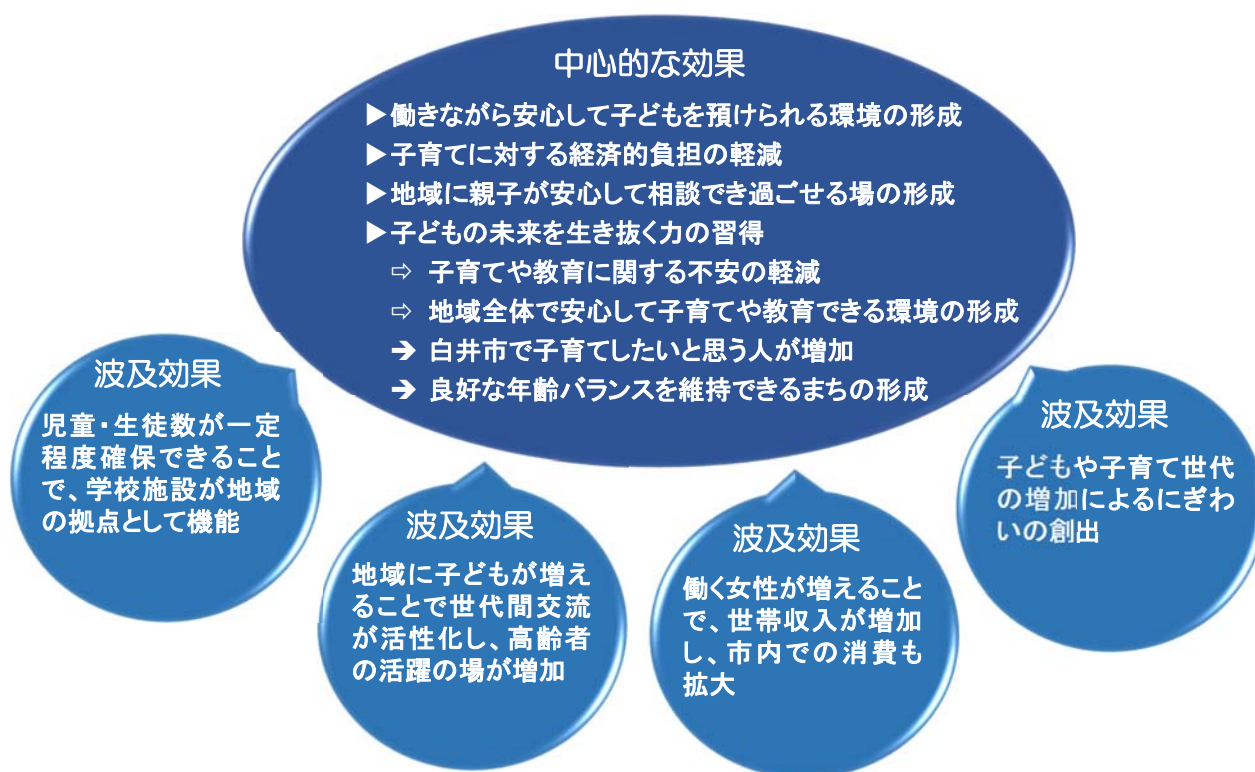 中心的な効果
▶働きながら安心して子どもを預けられる環境の形成
▶子育てに対する経済的負担の軽減
▶地域に親子が安心して相談でき過ごせる場の形成
▶子どもの未来を生き抜く力の習得
⇨ 子育てや教育に関する不安の軽減
⇨ 地域全体で安心して子育てや教育できる環境の形成
➔ 白井市で子育てしたいと思う人が増加
➔ 良好な年齢バランスを維持できるまちの形成
波及効果
児童・生徒数が一定
程度確保できること
で、学校施設が地域
の拠点として機能
波及効果
地域に子どもが増え
ることで世代間交流
が活性化し、高齢者
の活躍の場が増加
波及効果
働く女性が増えること
で、世帯収入が増加
し、市内での消費も
拡大
波及効果
子どもや子育て世代
の増加によるにぎわ
いの創出